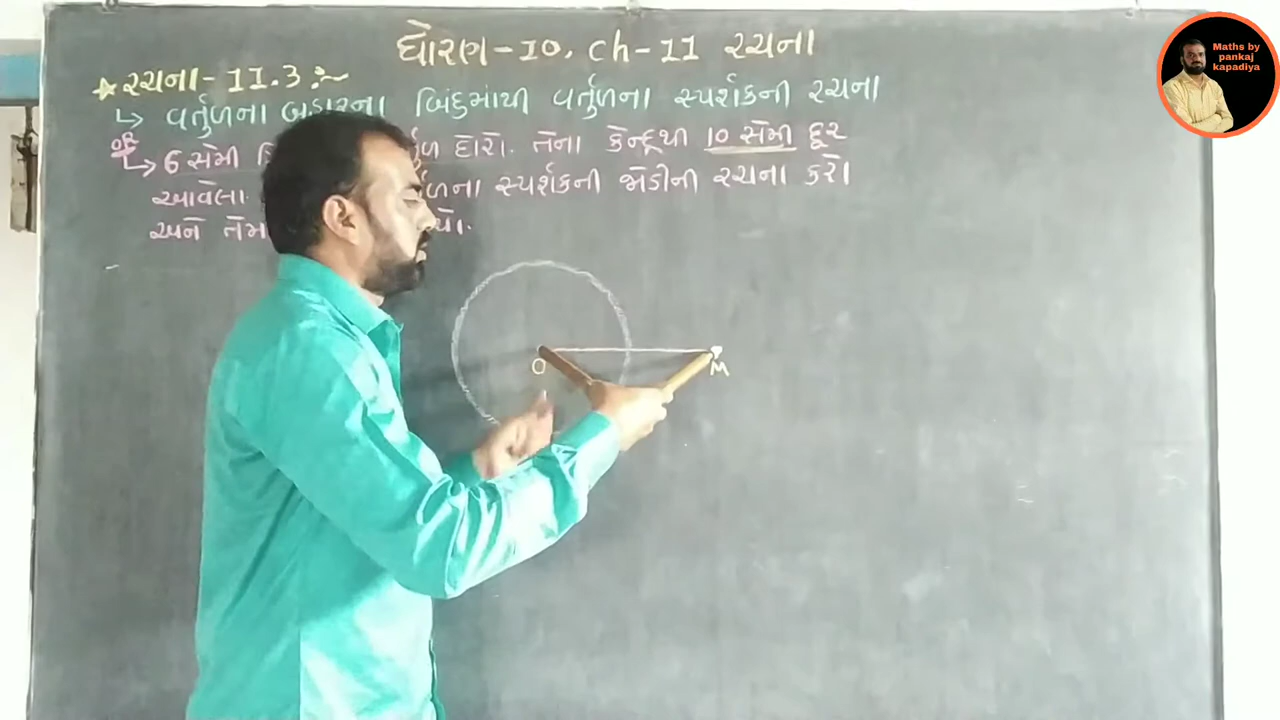 ધોરણ-10, ch-11 રચના
રચના-11.3 :~
↳ વર્તુળના બહારના બિંદુમાંથી વર્તુળના સ્પર્શકની રચના
6 સેમી દોરો. તેના કેન્દ્રથી 10 સેમી દૂર
આવેલા સ્પર્શકની જોડીની રચના કરો
અને
O
M
Maths by
pankaj
kapadiya